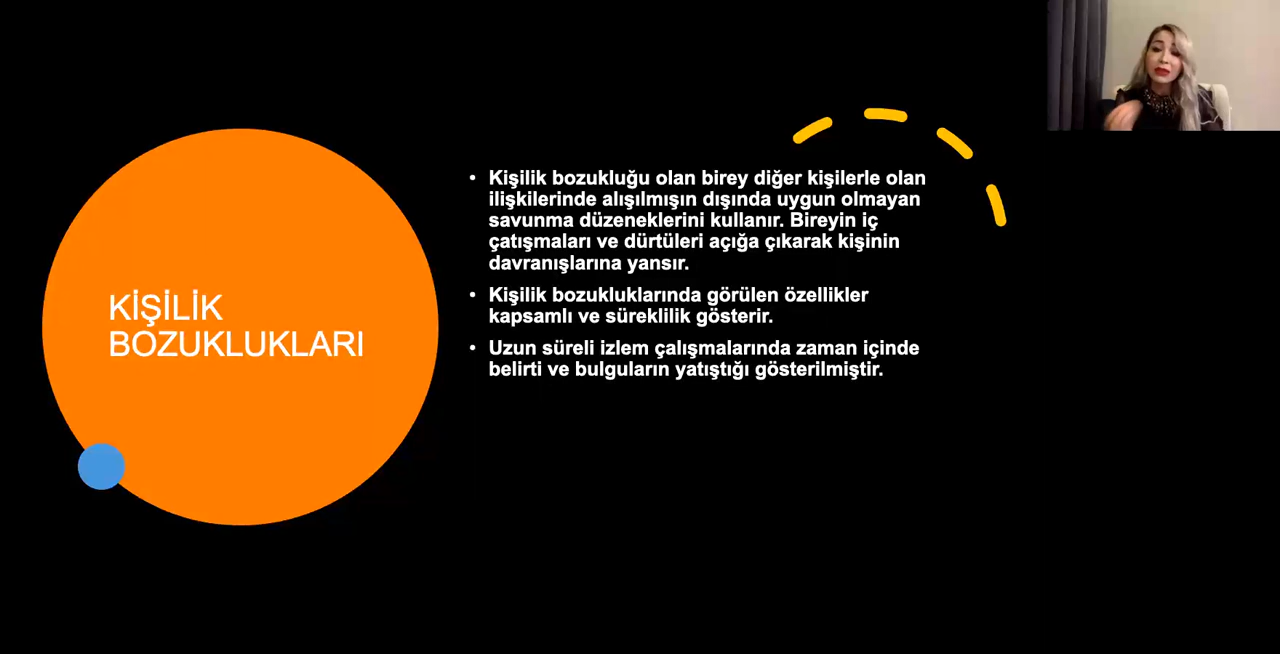 KİŞİLİK
BOZUKLUKLARI
• Kişilik bozukluğu olan birey diğer kişilerle olan
ilişkilerinde alışılmışın dışında uygun olmayan
savunma düzeneklerini kullanır. Bireyin iç
çatışmaları ve dürtüleri açığa çıkarak kişinin
davranışlarına yansır.
• Kişilik bozukluklarında görülen özellikler
kapsamlı ve süreklilik gösterir.
• Uzun süreli izlem çalışmalarında zaman içinde
belirti ve bulguların yatıştığı gösterilmiştir.